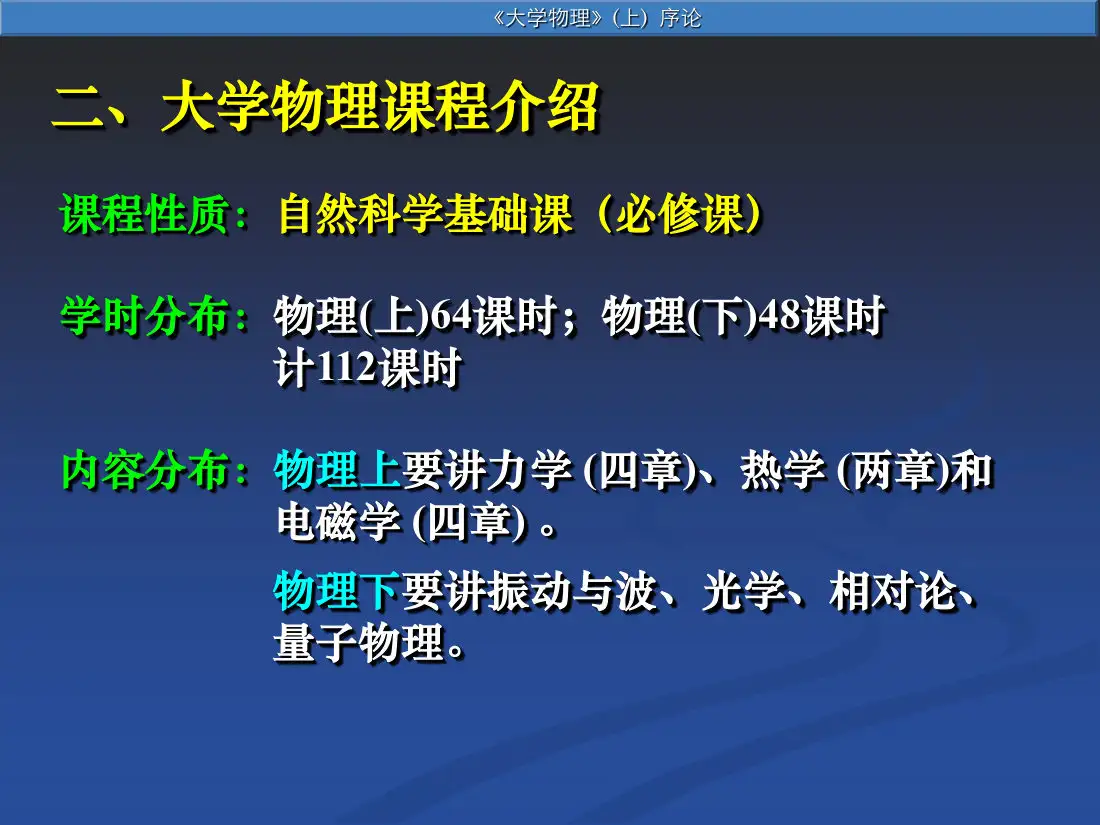 《大学物理》(上) 序论
二、大学物理课程介绍
课程性质：自然科学基础课（必修课）
学时分布：物理(上)64课时；物理(下)48课时
计112课时
内容分布：物理上要讲力学 (四章)、热学 (两章)和
电磁学 (四章) 。
物理下要讲振动与波、光学、相对论、
量子物理。